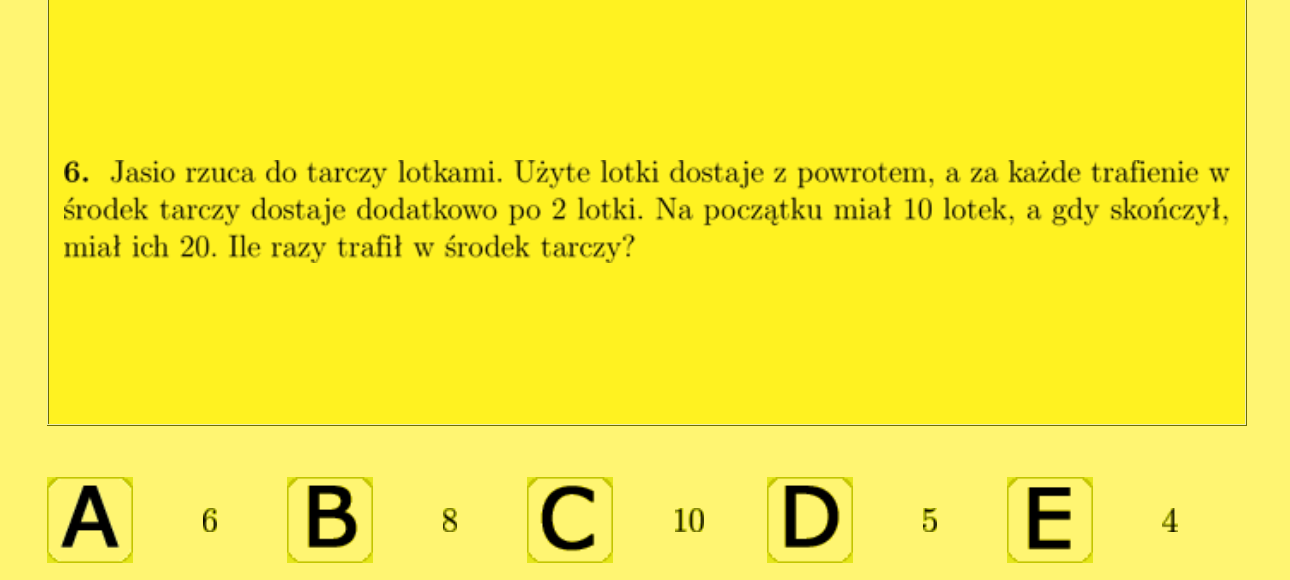 6. Jasio rzuca do tarczy lotkami. Użyte lotki dostaje z powrotem, a za każde trafienie w
środek tarczy dostaje dodatkowo po 2 lotki. Na początku miał 10 lotek, a gdy skończył,
miał ich 20. Ile razy trafił w środek tarczy?
A 6 B 8 C 10 D 5 E 4